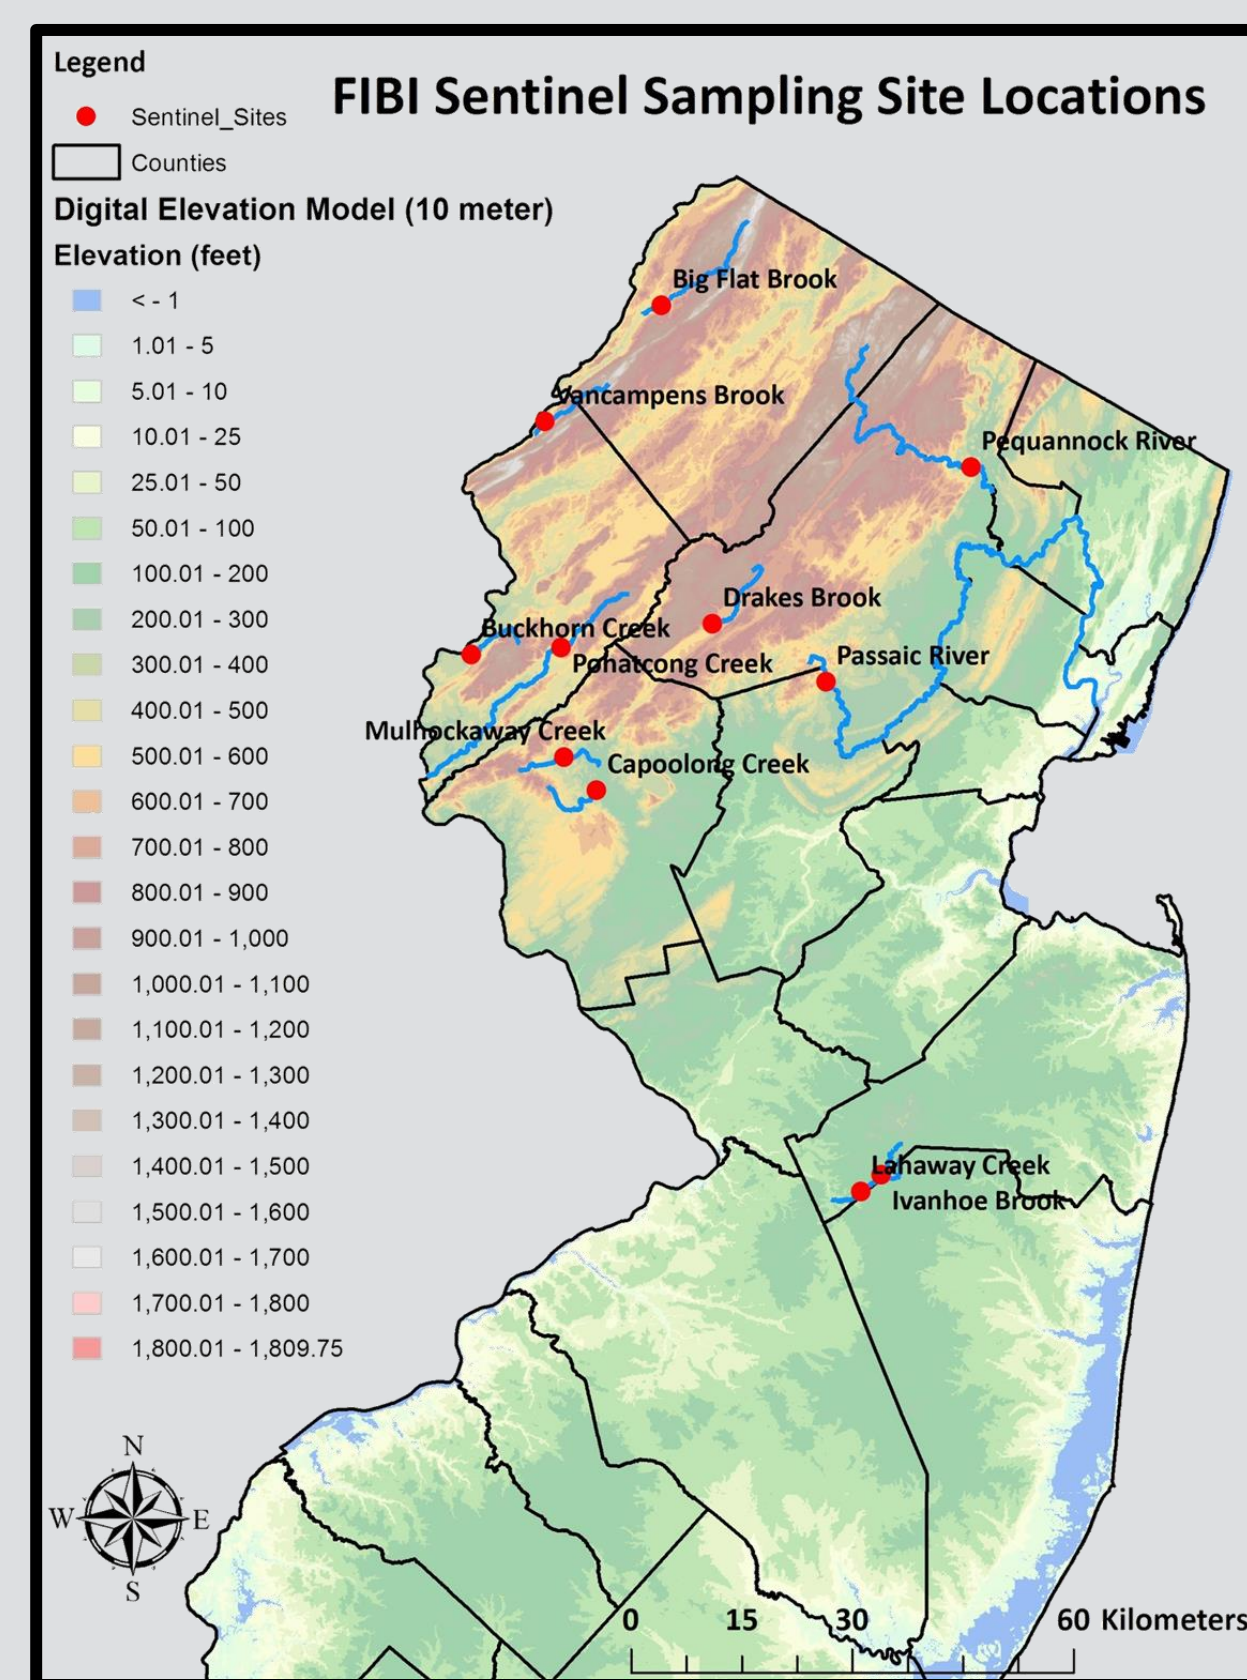 Legend
FIBI Sentinel Sampling Site Locations
Sentinel_Sites
Counties
Digital Elevation Model (10 meter)
Elevation (feet)
< - 1
1.01 - 5
5.01 - 10
10.01 - 25
25.01 - 50
50.01 - 100
100.01 - 200
200.01 - 300
300.01 - 400
400.01 - 500
500.01 - 600
600.01 - 700
700.01 - 800
800.01 - 900
900.01 - 1,000
1,000.01 - 1,100
1,100.01 - 1,200
1,200.01 - 1,300
1,300.01 - 1,400
1,400.01 - 1,500
1,500.01 - 1,600
1,600.01 - 1,700
1,700.01 - 1,800
1,800.01 - 1,809.75
Big Flat Brook
Vancampens Brook
Pequannock River
Drakes Brook
Buckhorn Creek
Pohatcong Creek
Passaic River
Mulhockaway Creek
Capoolong Creek
Lahaway Creek
Ivanhoe Brook
N
W E
S
0 15 30 60 Kilometers